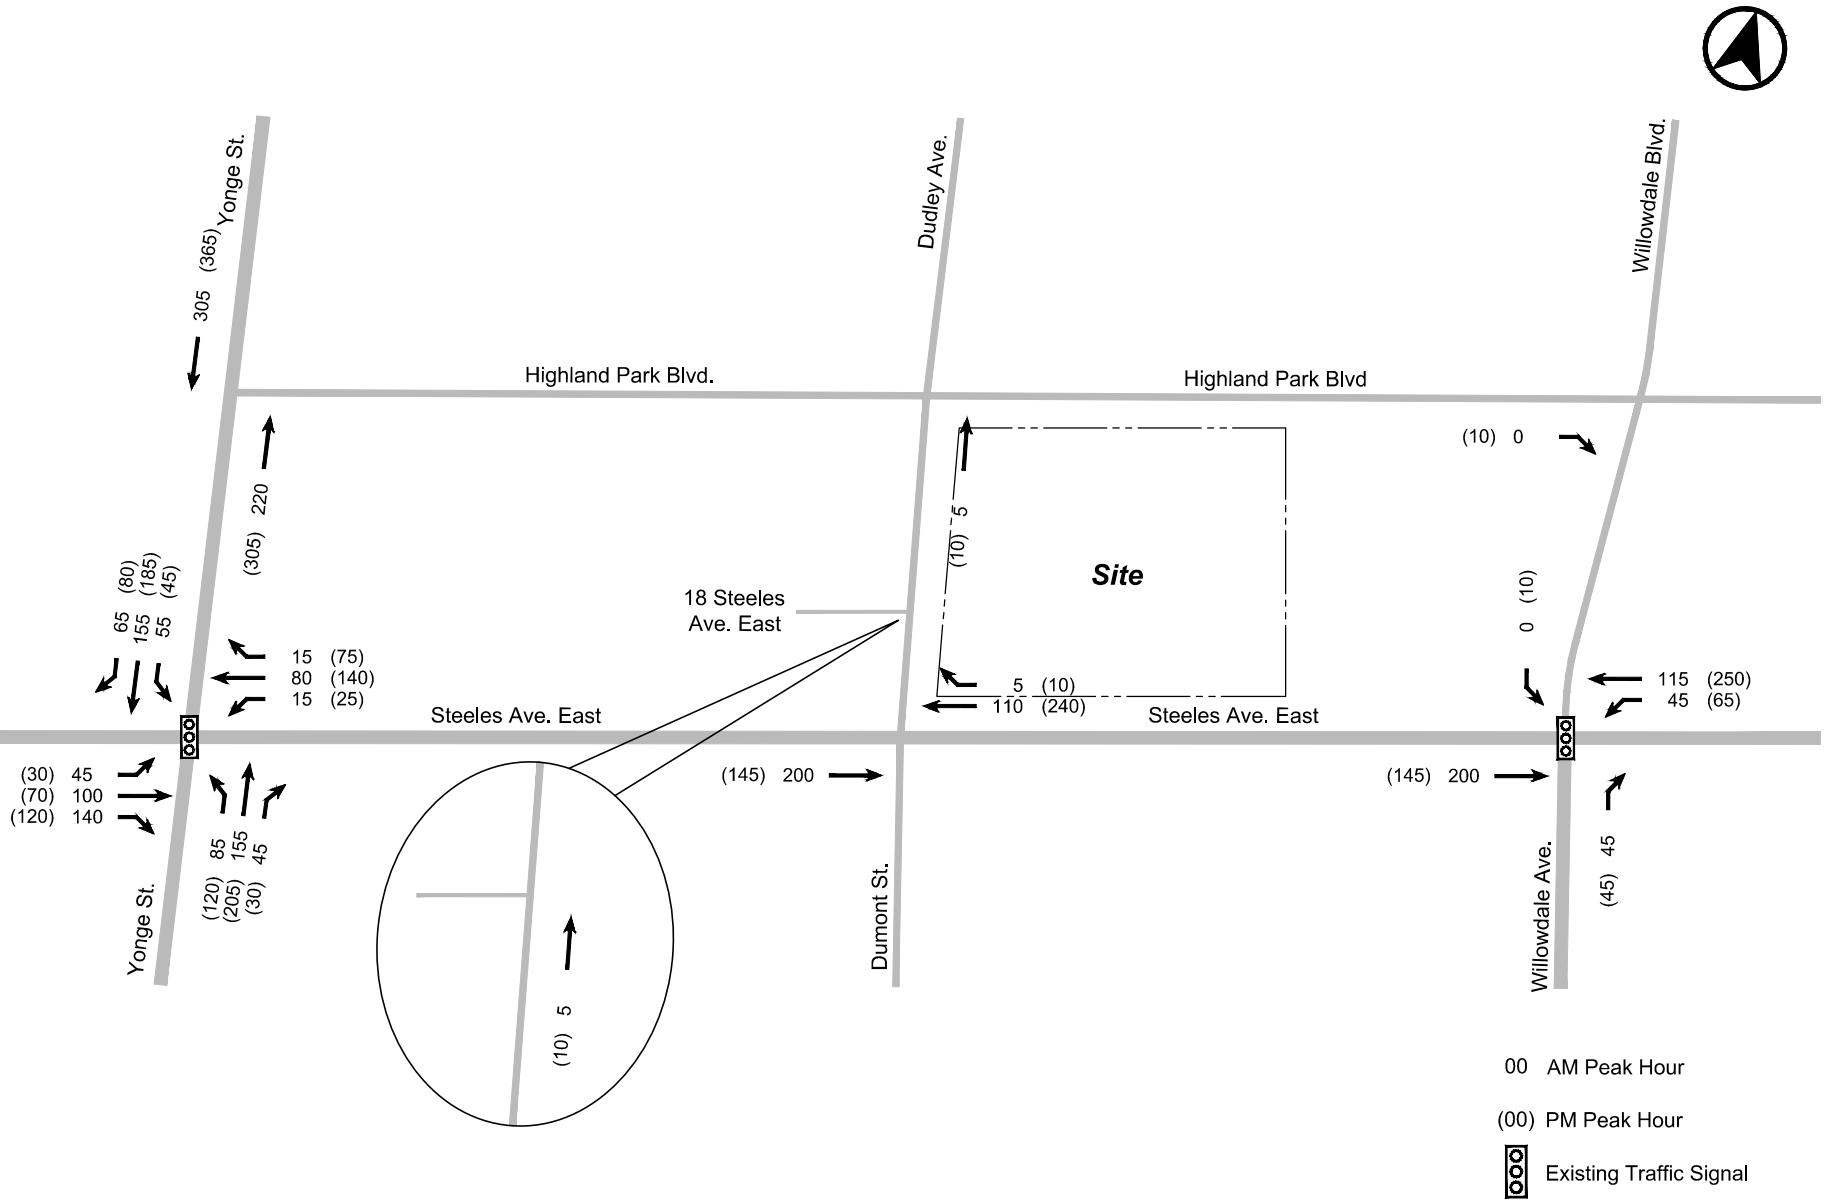 Yonge St.
Dudley Ave.
Willowdale Blvd.
305 (365)
Highland Park Blvd.
Highland Park Blvd
(305) 220
(10) 5
(10) 0
Site
18 Steeles
Ave. East
65 (80)
155 (185)
55 (45)
0 (10)
15 (75)
80 (140)
15 (25)
5 (10)
110 (240)
115 (250)
45 (65)
Steeles Ave. East
Steeles Ave. East
(30) 45
(70) 100
(120) 140
(145) 200
(145) 200
(120) 85
(205) 155
(30) 45
(45) 45
Yonge St.
Dumont St.
Willowdale Ave.
(10) 5
00 AM Peak Hour
(00) PM Peak Hour
Existing Traffic Signal